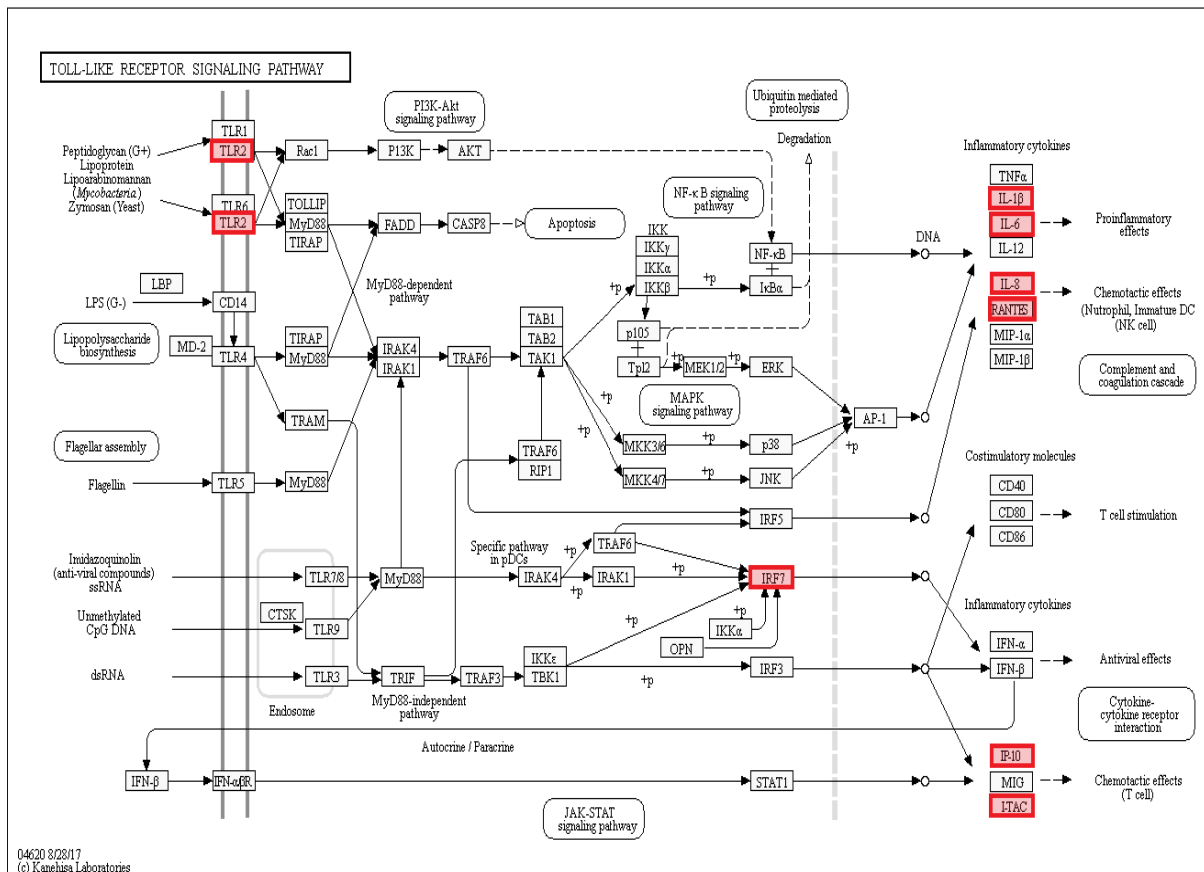 TOLL-LIKE RECEPTOR SIGNALING PATHWAY
PI3K-Akt
signaling pathway
Ubiquitin mediated
proteolysis
Degradation
TLR1
TLR2
Rac1
P13K
AKT
Peptidoglycan (G+)
Lipoprotein
Lipoarabinomannan
(Mycobacteria)
Zymosan (Yeast)
TLR6
TLR2
TOLLIP
MyD88
TIRAP
FADD
CASP8
Apoptosis
NF-κB signaling
pathway
IKK
IKKγ
IKKα
IKKβ
+p
+p
NF-κB
IκBα
DNA
Inflammatory cytokines
TNFα
IL-1β
IL-6
IL-12
Proinflammatory
effects
IL-8
RANTES
MIP-1α
MIP-1β
Chemotactic effects
(Nutrophil, Immature DC
(NK cell)
Complement and
coagulation cascade
MyD88-dependent
pathway
LBP
LPS (G-)
CD14
Lipopolysaccharide
biosynthesis
MD-2
TLR4
TIRAP
MyD88
IRAK4
IRAK1
TRAF6
TAB1
TAB2
TAK1
p105
Tpl2
+p
MEK1/2
+p
ERK
MAPK
signaling pathway
TRAM
+p
+p
MKK3/6
+p
p38
MKK4/7
+p
JNK
AP-1
+p
Flagellar assembly
Flagellin
TLR5
MyD88
TRAF6
RIP1
IRF5
Costimulatory molecules
CD40
CD80
CD86
T cell stimulation
Imidazoquinolin
(anti-viral compounds)
ssRNA
TLR7/8
MyD88
Specific pathway
in pDCs
IRAK4
+p
+p
TRAF6
IRAK1
+p
+p
IRF7
Unmethylated
CpG DNA
CTSK
TLR9
+p
+p
IKKα
OPN
Inflammatory cytokines
IFN-α
IFN-β
Antiviral effects
dsRNA
TLR3
Endosome
TRIF
TRAF3
MyD88-independent
pathway
IKKε
TBK1
+p
IRF3
Cytokine-
cytokine receptor
interaction
Autocrine / Paracrine
IFN-β
IFN-α/βR
STAT1
IP-10
MIG
I-TAC
Chemotactic effects
(T cell)
JAK-STAT
signaling pathway
04620 8/28/17
(c) Kanehisa Laboratories